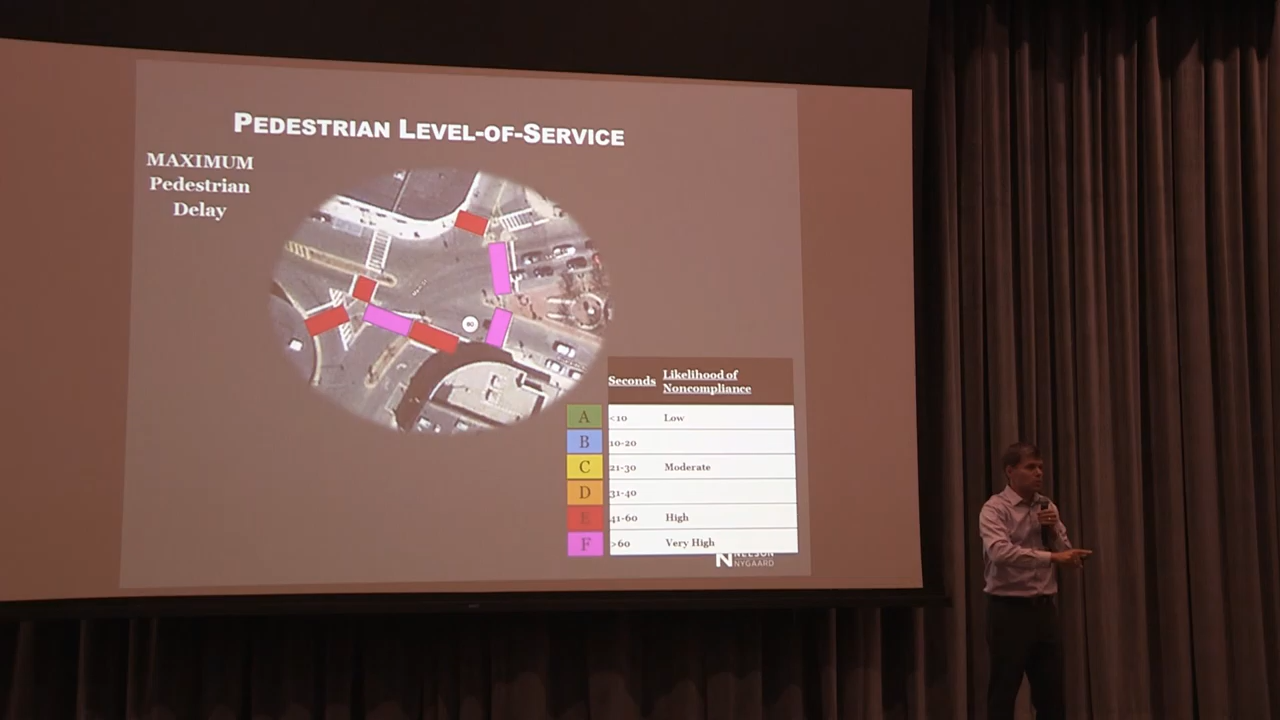 PEDESTRIAN LEVEL-OF-SERVICE
MAXIMUM
Pedestrian
Delay
60
Seconds Likelihood of Noncompliance
A <10 Low
B 10-20
C 21-30 Moderate
D 31-40
E 41-60 High
F >60 Very High
N NELSON
NYGAARD